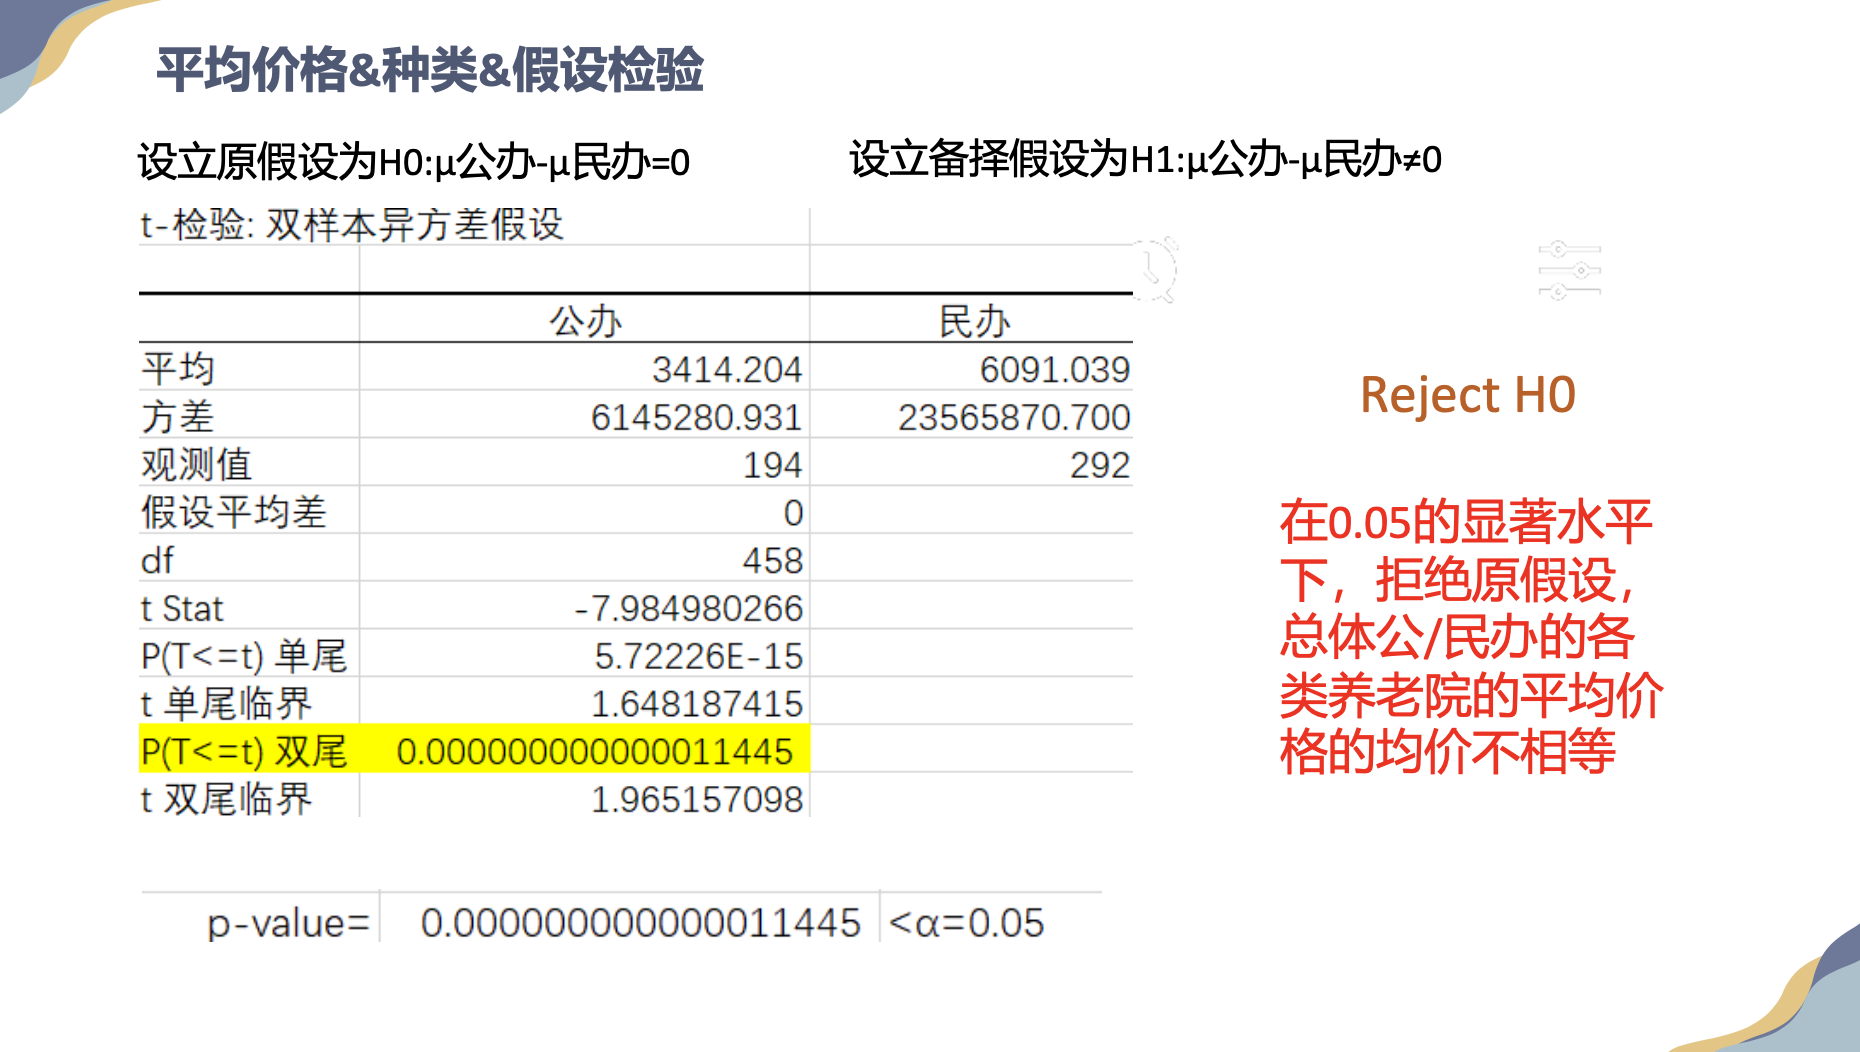 平均价格&种类&假设检验
设立原假设为H0:μ公办-μ民办=0
设立备择假设为H1:μ公办-μ民办≠0
t-检验: 双样本异方差假设
公办 民办
平均 3414.204 6091.039
方差 6145280.931 23565870.700
观测值 194 292
假设平均差 0
df 458
t Stat -7.984980266
P(T<=t) 单尾 5.72226E-15
t 单尾临界 1.648187415
P(T<=t) 双尾 0.000000000000011445
t 双尾临界 1.965157098
p-value= 0.000000000000011445 <α=0.05
Reject H0
在0.05的显著水平
下，拒绝原假设，
总体公/民办的各
类养老院的平均价
格的均价不相等